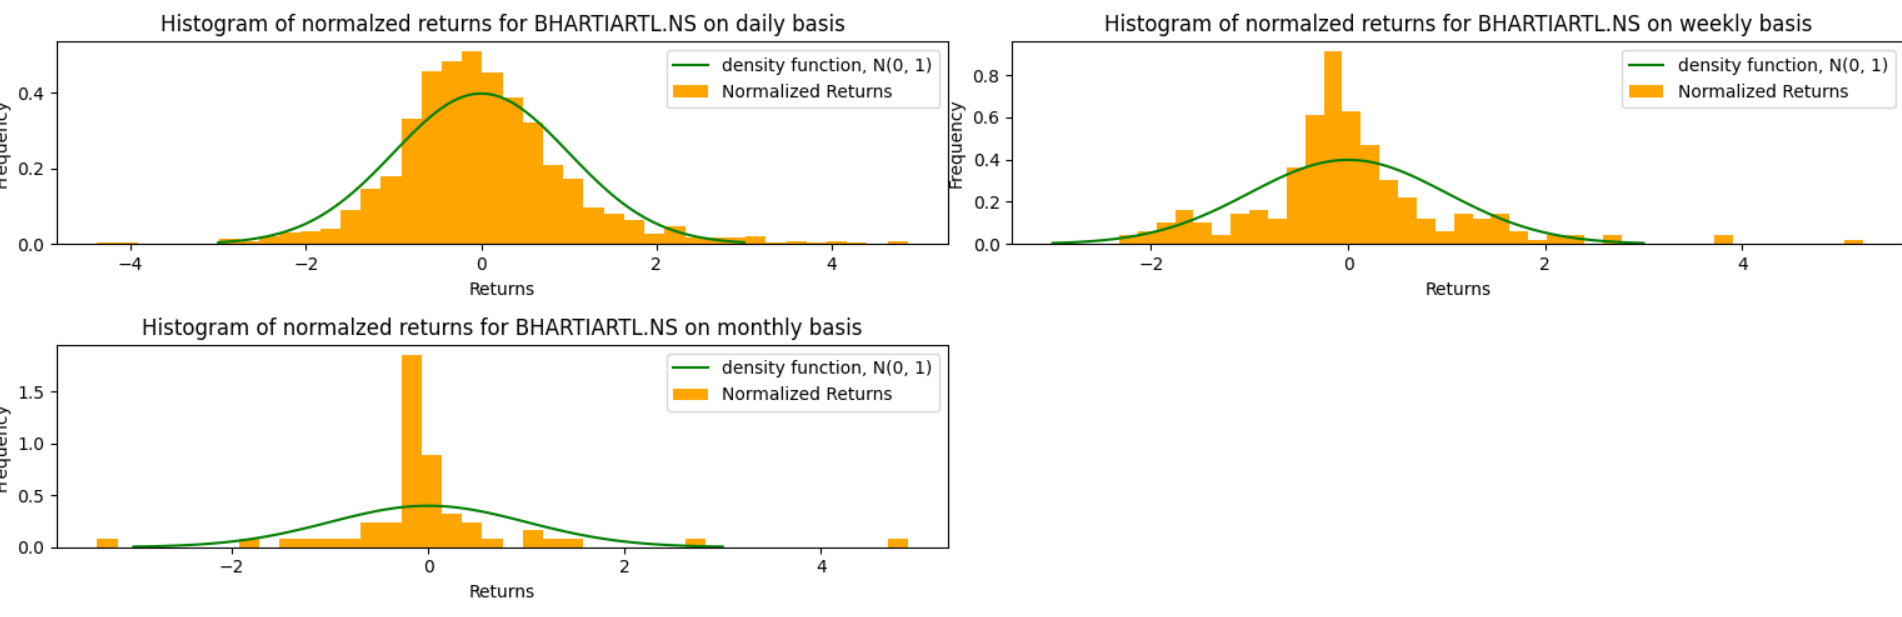 Histogram of normalzed returns for BHARTIARTL.NS on daily basis
density function, N(0, 1)
Normalized Returns
0.4
0.2
0.0
Frequency
−4 −2 0 2 4
Returns
Histogram of normalzed returns for BHARTIARTL.NS on weekly basis
density function, N(0, 1)
Normalized Returns
0.8
0.6
0.4
0.2
0.0
Frequency
−2 0 2 4
Returns
Histogram of normalzed returns for BHARTIARTL.NS on monthly basis
density function, N(0, 1)
Normalized Returns
1.5
1.0
0.5
0.0
Frequency
−2 0 2 4
Returns